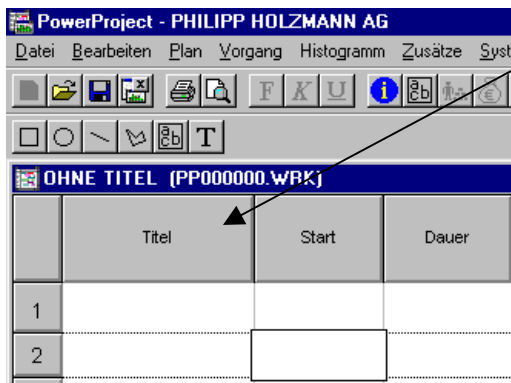 PowerProject - PHILIPP HOLZMANN AG
Datei Bearbeiten Plan Vorgang Histogramm Zusätze Syst
F K U i
T
OHNE TITEL (PP000000.WRK)
Titel Start Dauer
1
2